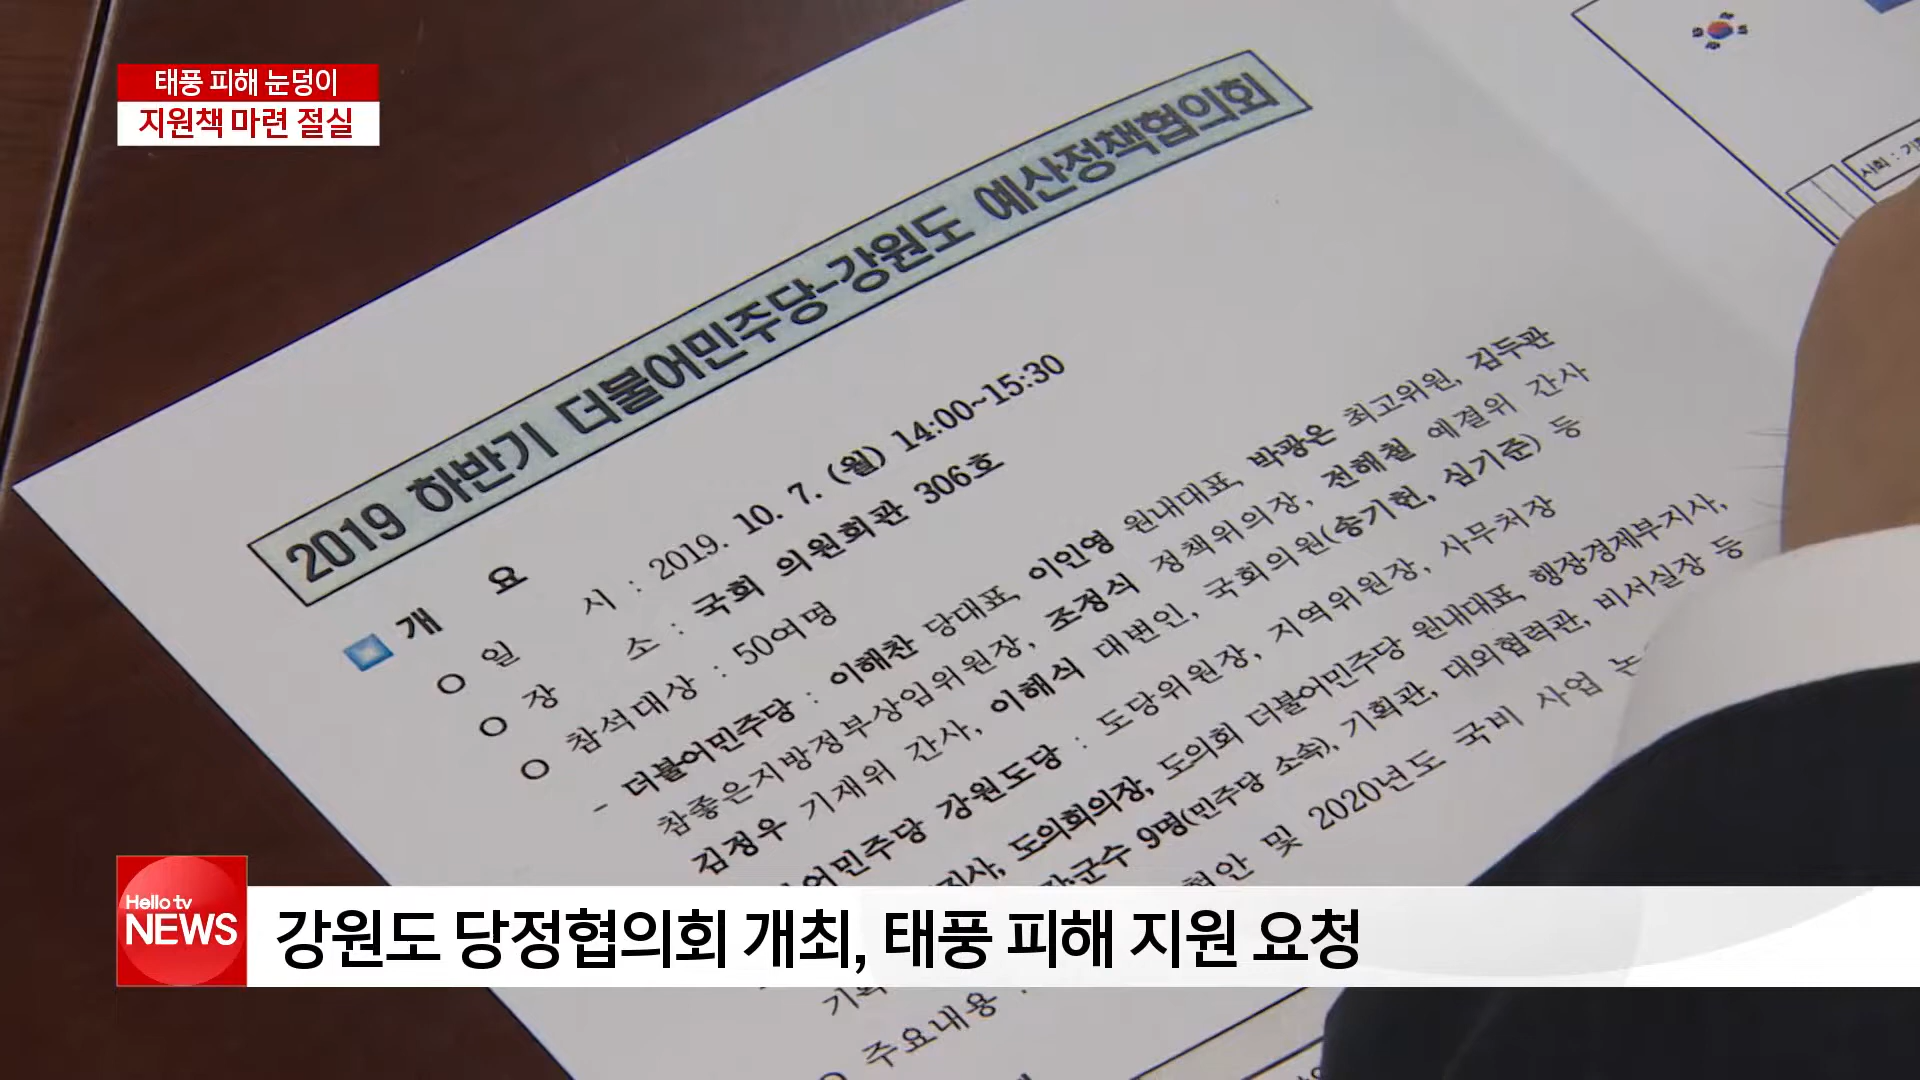 태풍 피해 눈덩이
지원책 마련 절실
사회 : 기획
2019 하반기 더불어민주당-강원도 예산정책협의회
개 요
○ 일 시 : 2019. 10. 7. (월) 14:00~15:30
○ 장 소 : 국회 의원회관 306호
○ 참석대상 : 50여명
- 더불어민주당 : 이해찬 당대표, 이인영 원내대표, 박광온 최고위원, 김두관
참좋은지방정부상임위원장, 조정식 정책위의장, 전해철 예결위 간사
김정우 기재위 간사, 이해식 대변인, 국회의원(송기헌, 심기준) 등
어민주당 강원도당 : 도당위원장, 지역위원장, 사무처장
지사, 도의회의장, 도의회 더불어민주당 원내대표, 행정·경제부지사,
군수 9명(민주당 소속), 기획관, 대외협력관, 비서실장 등
현안 및 2020년도 국비 사업 논
○ 주요내용 :
Hello tv
NEWS
강원도 당정협의회 개최, 태풍 피해 지원 요청